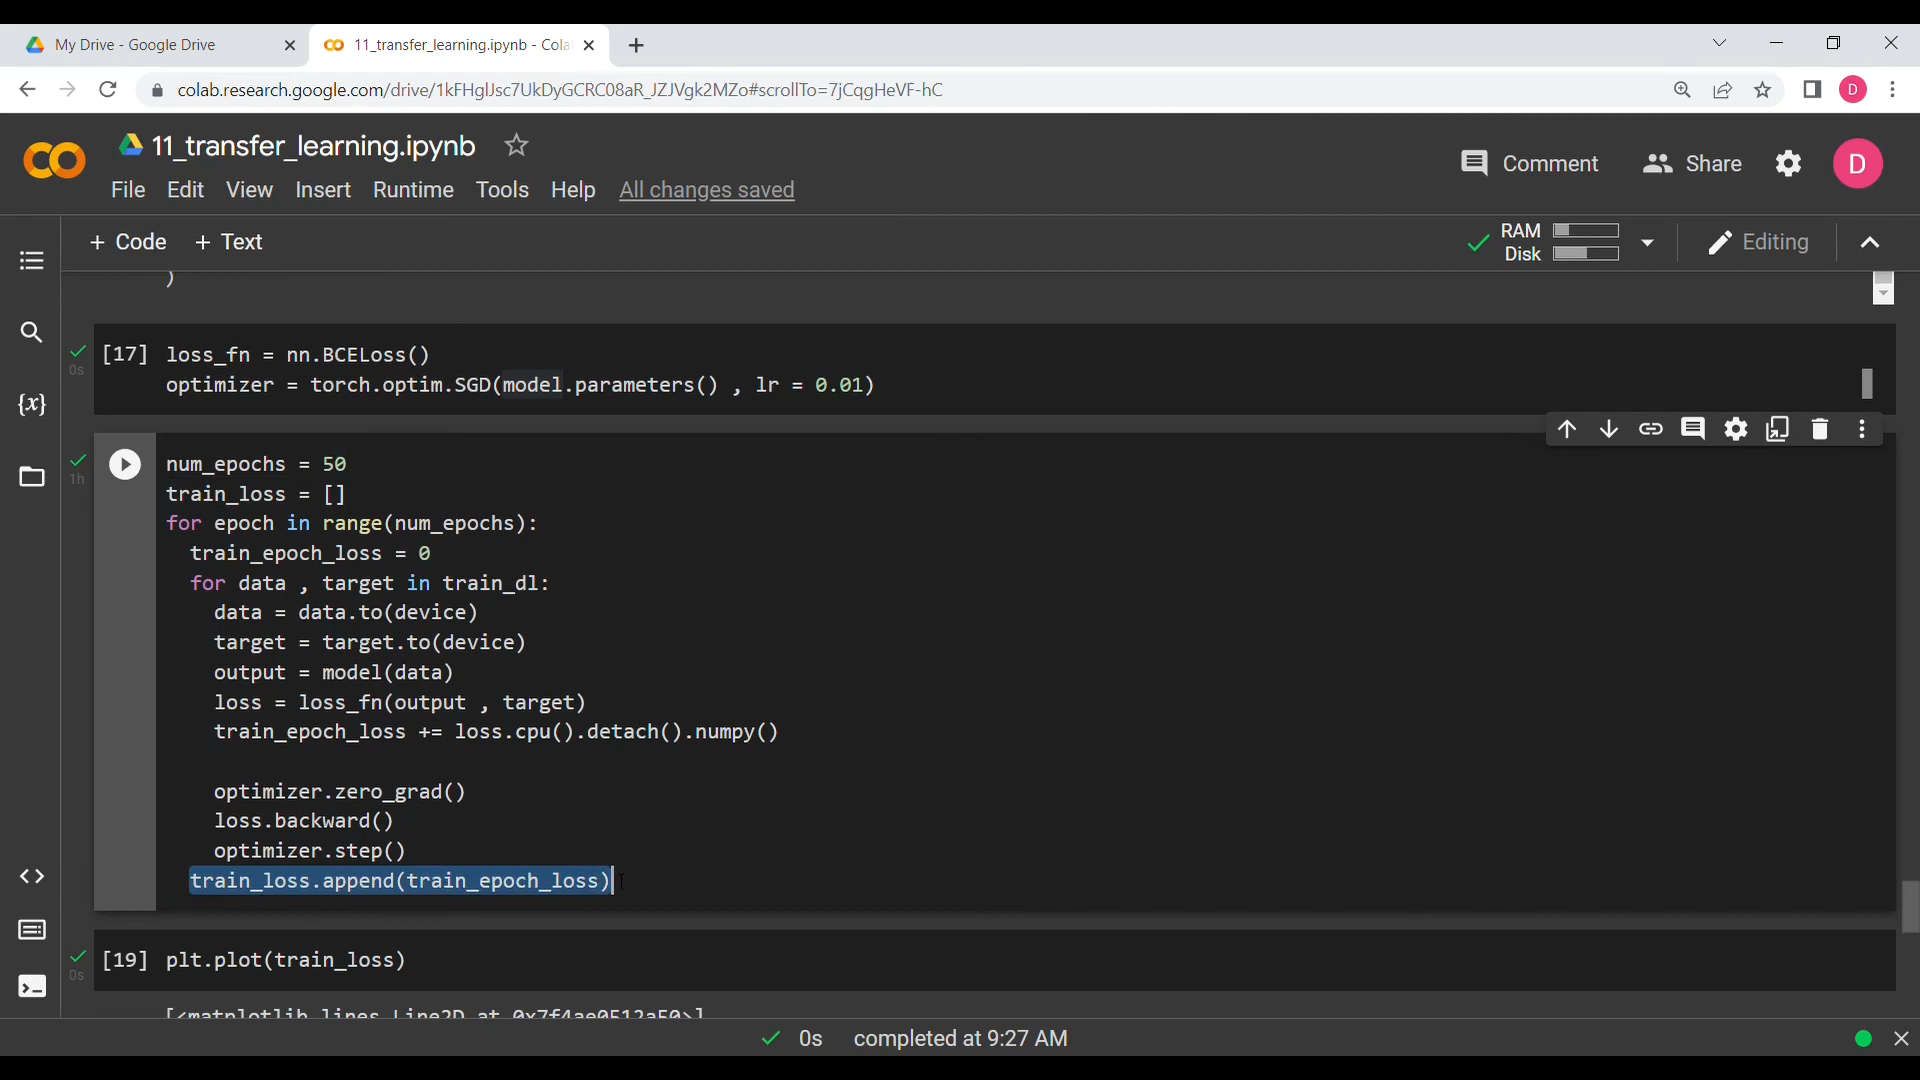 My Drive - Google Drive
11_transfer_learning.ipynb - Cola
colab.research.google.com/drive/1kFHglJsc7UkDyGCRC08aR_JZJVgk2MZo#scrollTo=7jCqgHeVF-hC
D
11_transfer_learning.ipynb
Comment
Share
D
File Edit View Insert Runtime Tools Help All changes saved
+ Code + Text
RAM
Disk
Editing
)
[17] loss_fn = nn.BCELoss()
0s
optimizer = torch.optim.SGD(model.parameters() , lr = 0.01)
{x}
num_epochs = 50
1h
train_loss = []
for epoch in range(num_epochs):
train_epoch_loss = 0
for data , target in train_dl:
data = data.to(device)
target = target.to(device)
output = model(data)
loss = loss_fn(output , target)
train_epoch_loss += loss.cpu().detach().numpy()
optimizer.zero_grad()
loss.backward()
optimizer.step()
train_loss.append(train_epoch_loss)
[19] plt.plot(train_loss)
0s
[<matplotlib.lines.Line2D at 0x7f4ae0512a50>]
0s completed at 9:27 AM